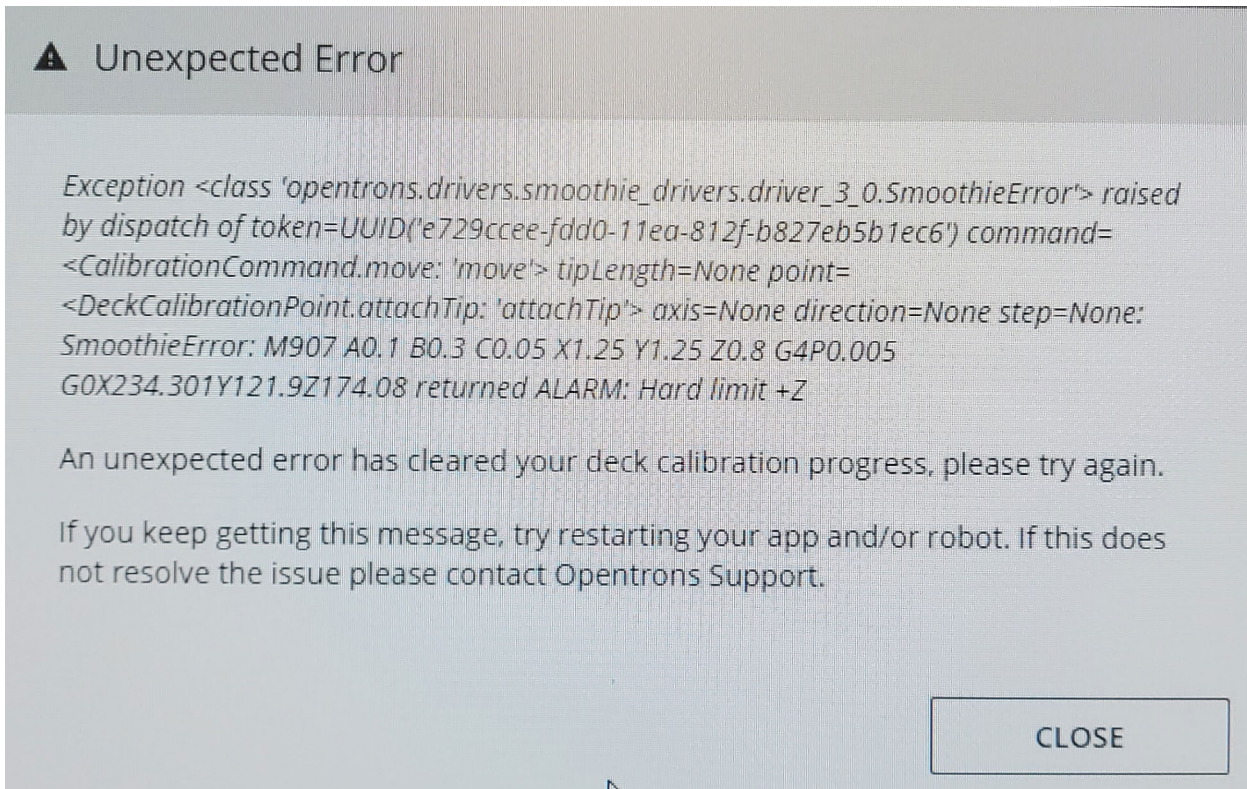 Unexpected Error
Exception <class 'opentrons.drivers.smoothie_drivers.driver_3_0.SmoothieError'> raised
by dispatch of token=UUID('e729ccee-fdd0-11ea-812f-b827eb5b1ec6') command=
<CalibrationCommand.move: 'move'> tipLength=None point=
<DeckCalibrationPoint.attachTip: 'attachTip'> axis=None direction=None step=None:
SmoothieError: M907 A0.1 B0.3 C0.05 X1.25 Y1.25 Z0.8 G4P0.005
G0X234.301Y121.9Z174.08 returned ALARM: Hard limit +Z
An unexpected error has cleared your deck calibration progress, please try again.
If you keep getting this message, try restarting your app and/or robot. If this does
not resolve the issue please contact Opentrons Support.
CLOSE